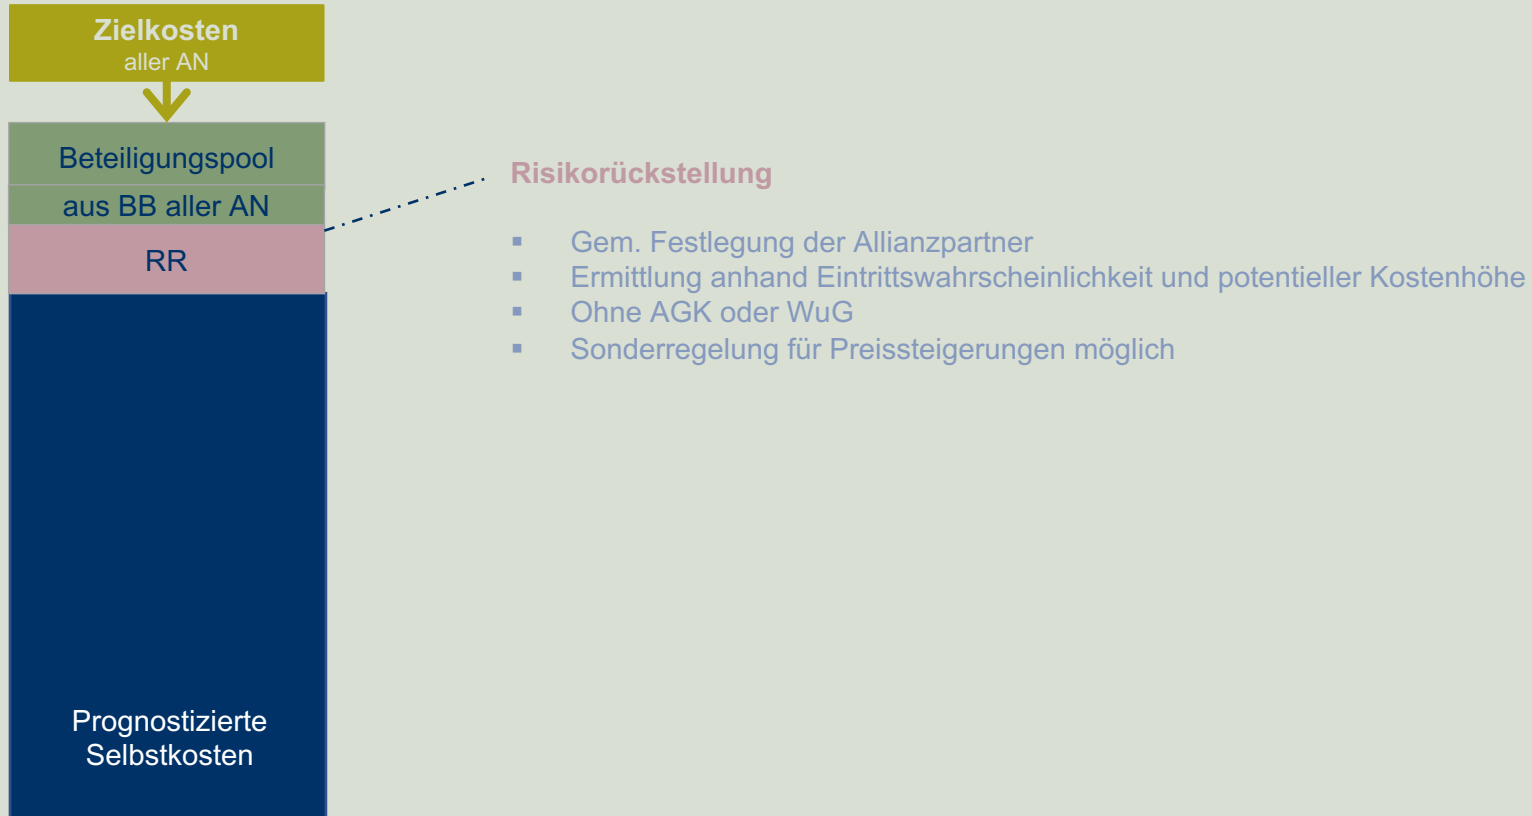 Zielkosten
aller AN
Beteiligungspool
aus BB aller AN
RR
Prognostizierte
Selbstkosten
Risikorückstellung
▪ Gem. Festlegung der Allianzpartner
▪ Ermittlung anhand Eintrittswahrscheinlichkeit und potentieller Kostenhöhe
▪ Ohne AGK oder WuG
▪ Sonderregelung für Preissteigerungen möglich